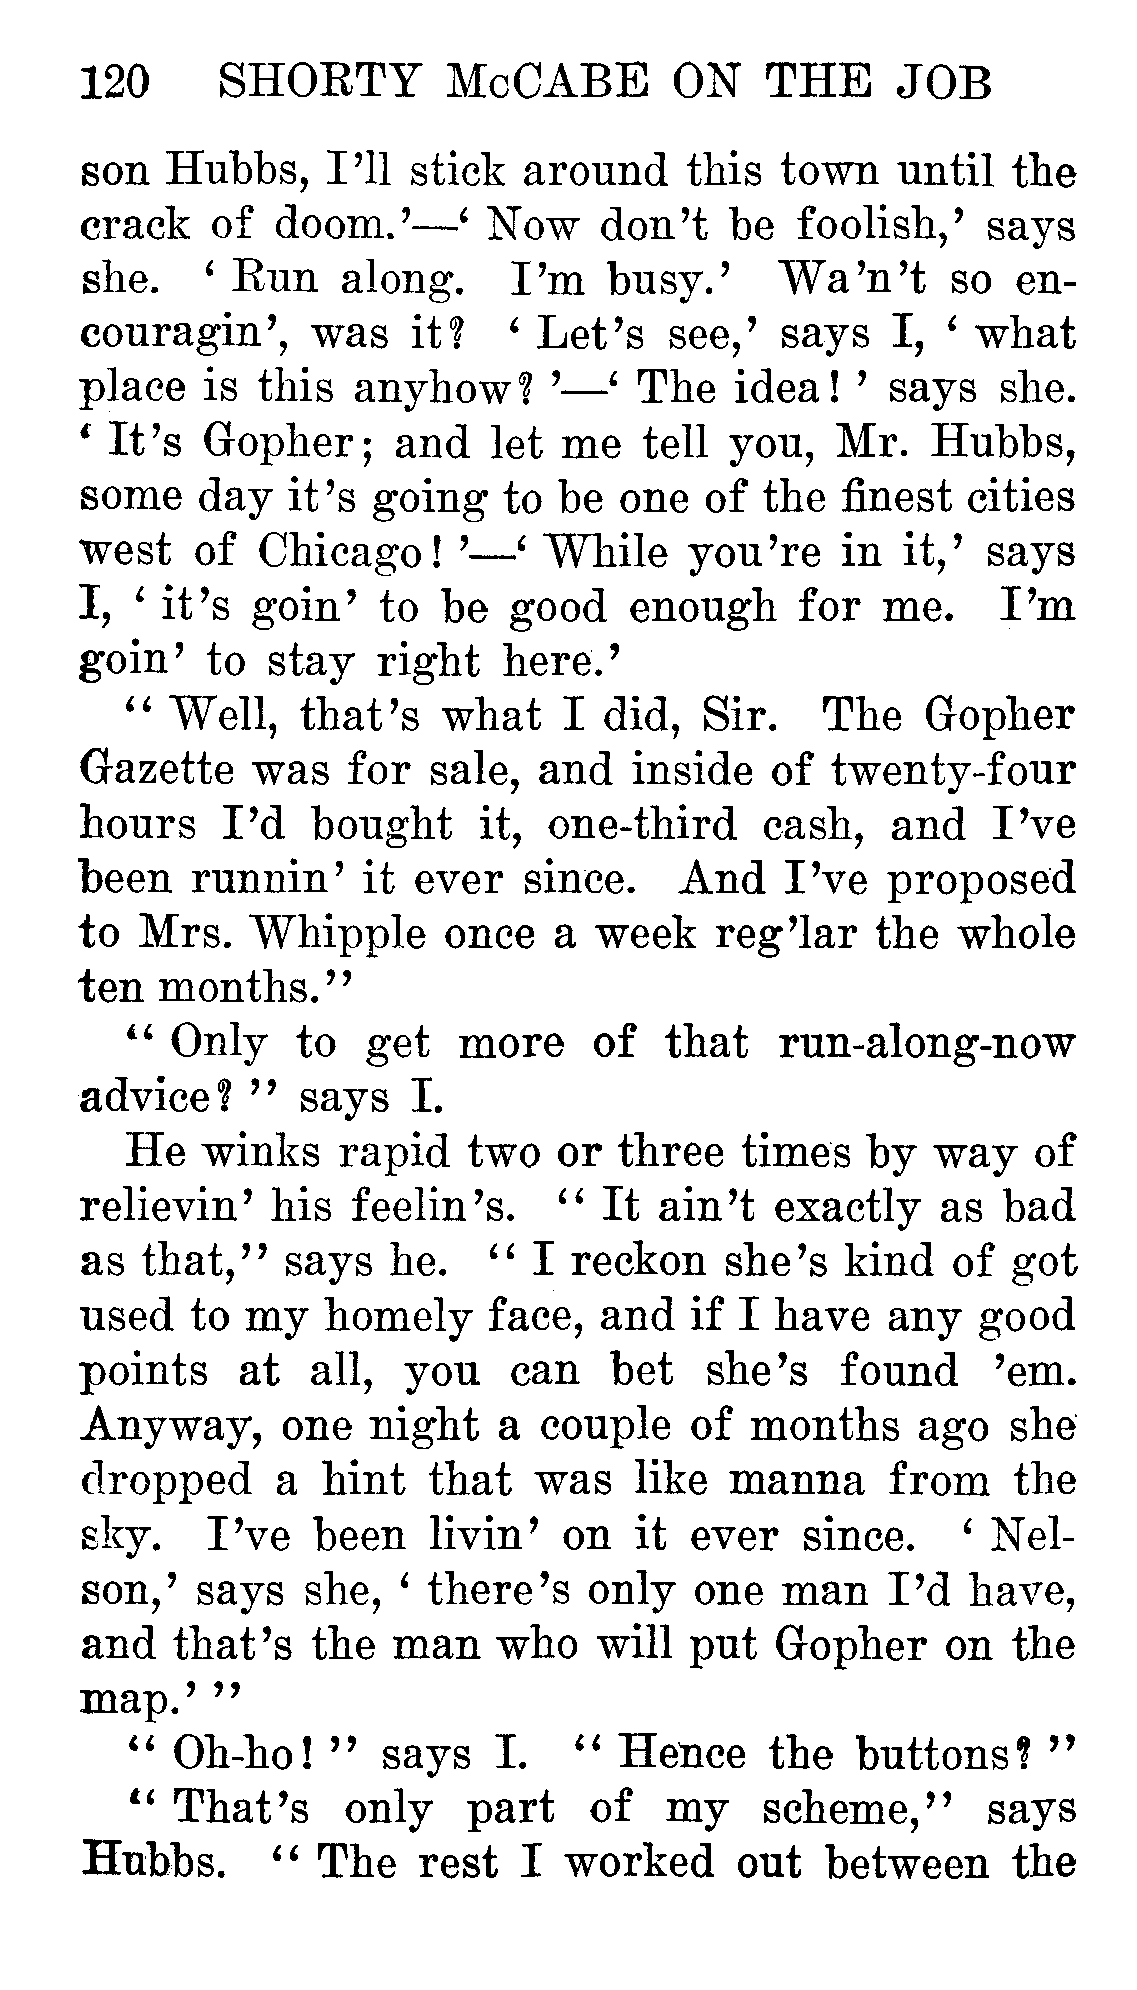 120 SHORTY McCABE ON THE JOB
son Hubbs, I'll stick around this town until the
crack of doom.'—' Now don't be foolish,' says
she. ' Run along. I'm busy.' Wa'n't so en-
couragin', was it? ' Let's see,' says I, ' what
place is this anyhow? '—' The idea! ' says she.
' It's Gopher; and let me tell you, Mr. Hubbs,
some day it's going to be one of the finest cities
west of Chicago! '—' While you're in it,' says
I, ' it's goin' to be good enough for me. I'm
goin' to stay right here.'
" Well, that's what I did, Sir. The Gopher
Gazette was for sale, and inside of twenty-four
hours I'd bought it, one-third cash, and I've
been runnin' it ever since. And I've proposed
to Mrs. Whipple once a week reg'lar the whole
ten months."
" Only to get more of that run-along-now
advice? " says I.
He winks rapid two or three times by way of
relievin' his feelin's. " It ain't exactly as bad
as that," says he. " I reckon she's kind of got
used to my homely face, and if I have any good
points at all, you can bet she's found 'em.
Anyway, one night a couple of months ago she
dropped a hint that was like manna from the
sky. I've been livin' on it ever since. ' Nel-
son,' says she, ' there's only one man I'd have,
and that's the man who will put Gopher on the
map.' "
" Oh-ho! " says I. " Hence the buttons? "
" That's only part of my scheme," says
Hubbs. " The rest I worked out between the